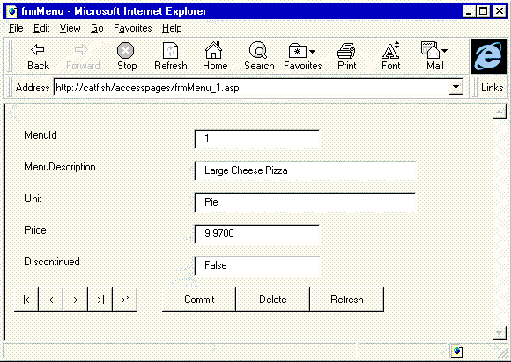 frmMenu - Microsoft Internet Explorer
File Edit View Go Favorites Help
Back Forward Stop Refresh Home Search Favorites Print Font Mail
Address http://catfish/accesspages/frmMenu_1.asp Links
MenuId 1
MenuDescription Large Cheese Pizza
Unit Pie
Price 9.9700
Discontinued False
|< < > >| >* Commit Delete Refresh